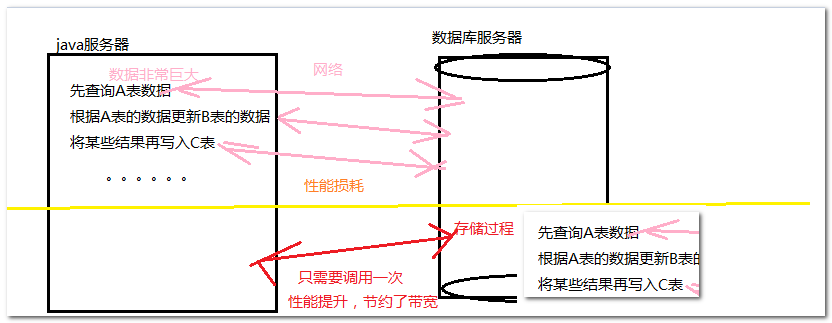 java服务器
数据库服务器
数据非常巨大
网络
先查询A表数据
根据A表的数据更新B表的数据
将某些结果再写入C表
。。。。。。
性能损耗
存储过程
先查询A表数据
根据A表的数据更新B表的
将某些结果再写入C表
只需要调用一次
性能提升，节约了带宽